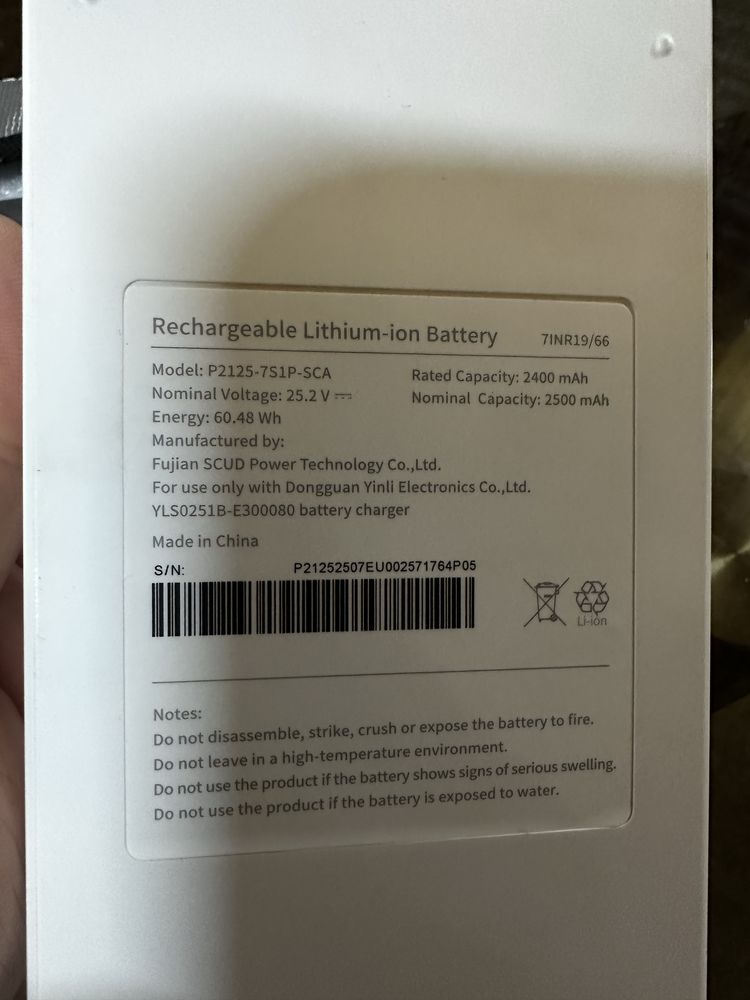 Rechargeable Lithium-ion Battery 7INR19/66
Model: P2125-7S1P-SCA Rated Capacity: 2400 mAh
Nominal Voltage: 25.2 V Nominal Capacity: 2500 mAh
Energy: 60.48 Wh
Manufactured by:
Fujian SCUD Power Technology Co.,Ltd.
For use only with Dongguan Yinli Electronics Co.,Ltd.
YLS0251B-E300080 battery charger
Made in China
S/N: P21252507EU002571764P05
Li-ion
Notes:
Do not disassemble, strike, crush or expose the battery to fire.
Do not leave in a high-temperature environment.
Do not use the product if the battery shows signs of serious swelling.
Do not use the product if the battery is exposed to water.